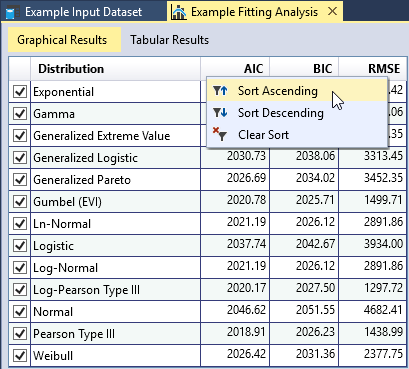 Example Input Dataset Example Fitting Analysis
Graphical Results Tabular Results
Distribution AIC BIC RMSE
Exponential Sort Ascending .42
Gamma Sort Descending .06
Generalized Extreme Value Clear Sort .35
Generalized Logistic 2030.73 2038.06 3313.45
Generalized Pareto 2026.69 2034.02 3452.35
Gumbel (EVI) 2020.78 2025.71 1499.71
Ln-Normal 2021.19 2026.12 2891.86
Logistic 2037.74 2042.67 3934.00
Log-Normal 2021.19 2026.12 2891.86
Log-Pearson Type III 2020.17 2027.50 1297.72
Normal 2046.62 2051.55 4682.41
Pearson Type III 2018.91 2026.23 1438.99
Weibull 2026.42 2031.36 2377.75